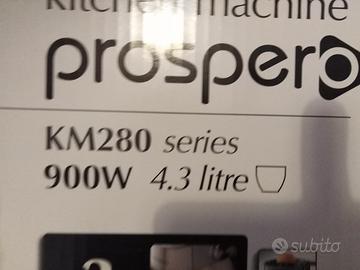 kitchen machine
prospero
KM280 series
900W 4.3 litre
subito